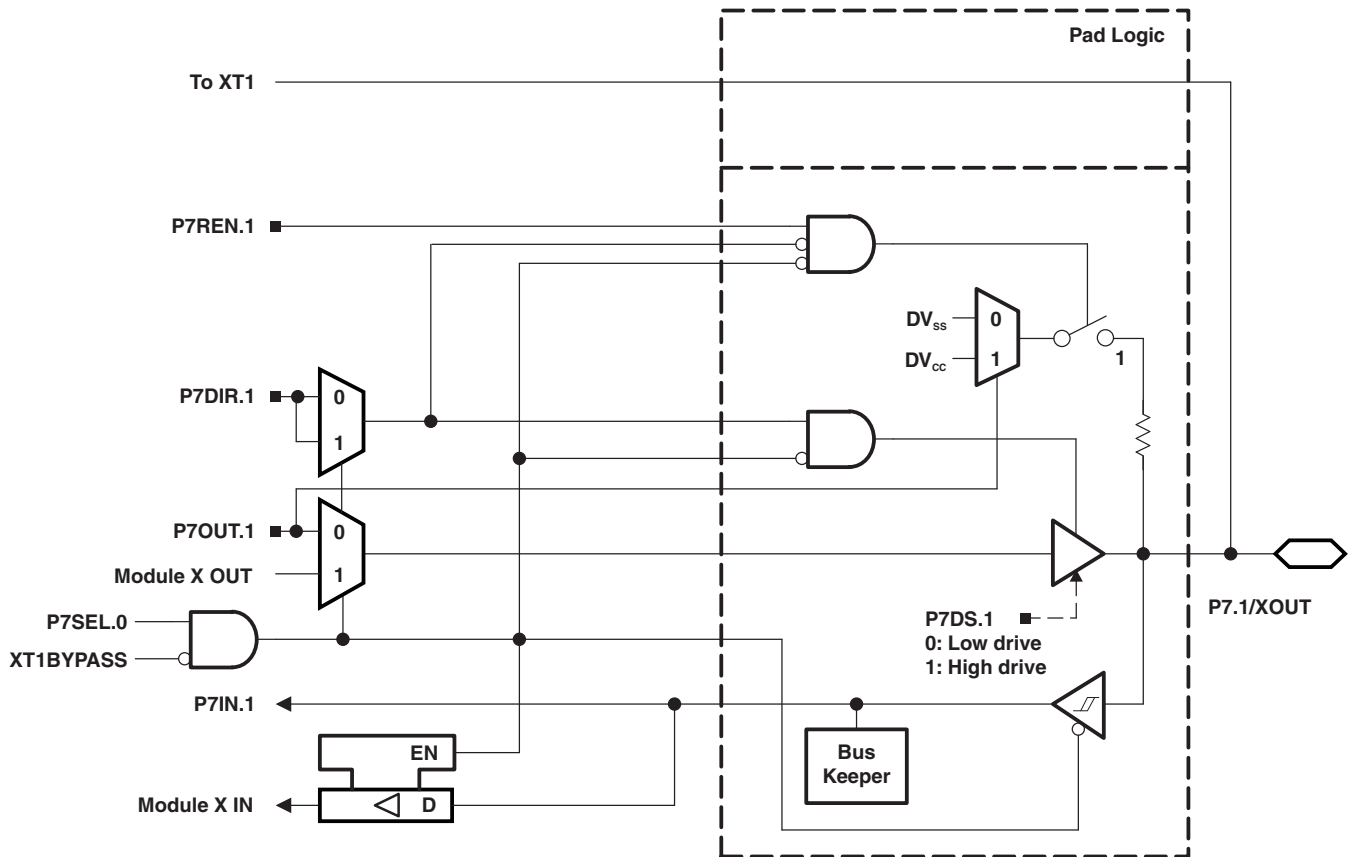 Pad Logic
To XT1
P7REN.1
DVss
0
DVcc
1
1
P7DIR.1
0
1
P7OUT.1
0
Module X OUT
1
P7SEL.0
XT1BYPASS
P7DS.1
0: Low drive
1: High drive
P7.1/XOUT
P7IN.1
EN
Bus
Keeper
Module X IN
D